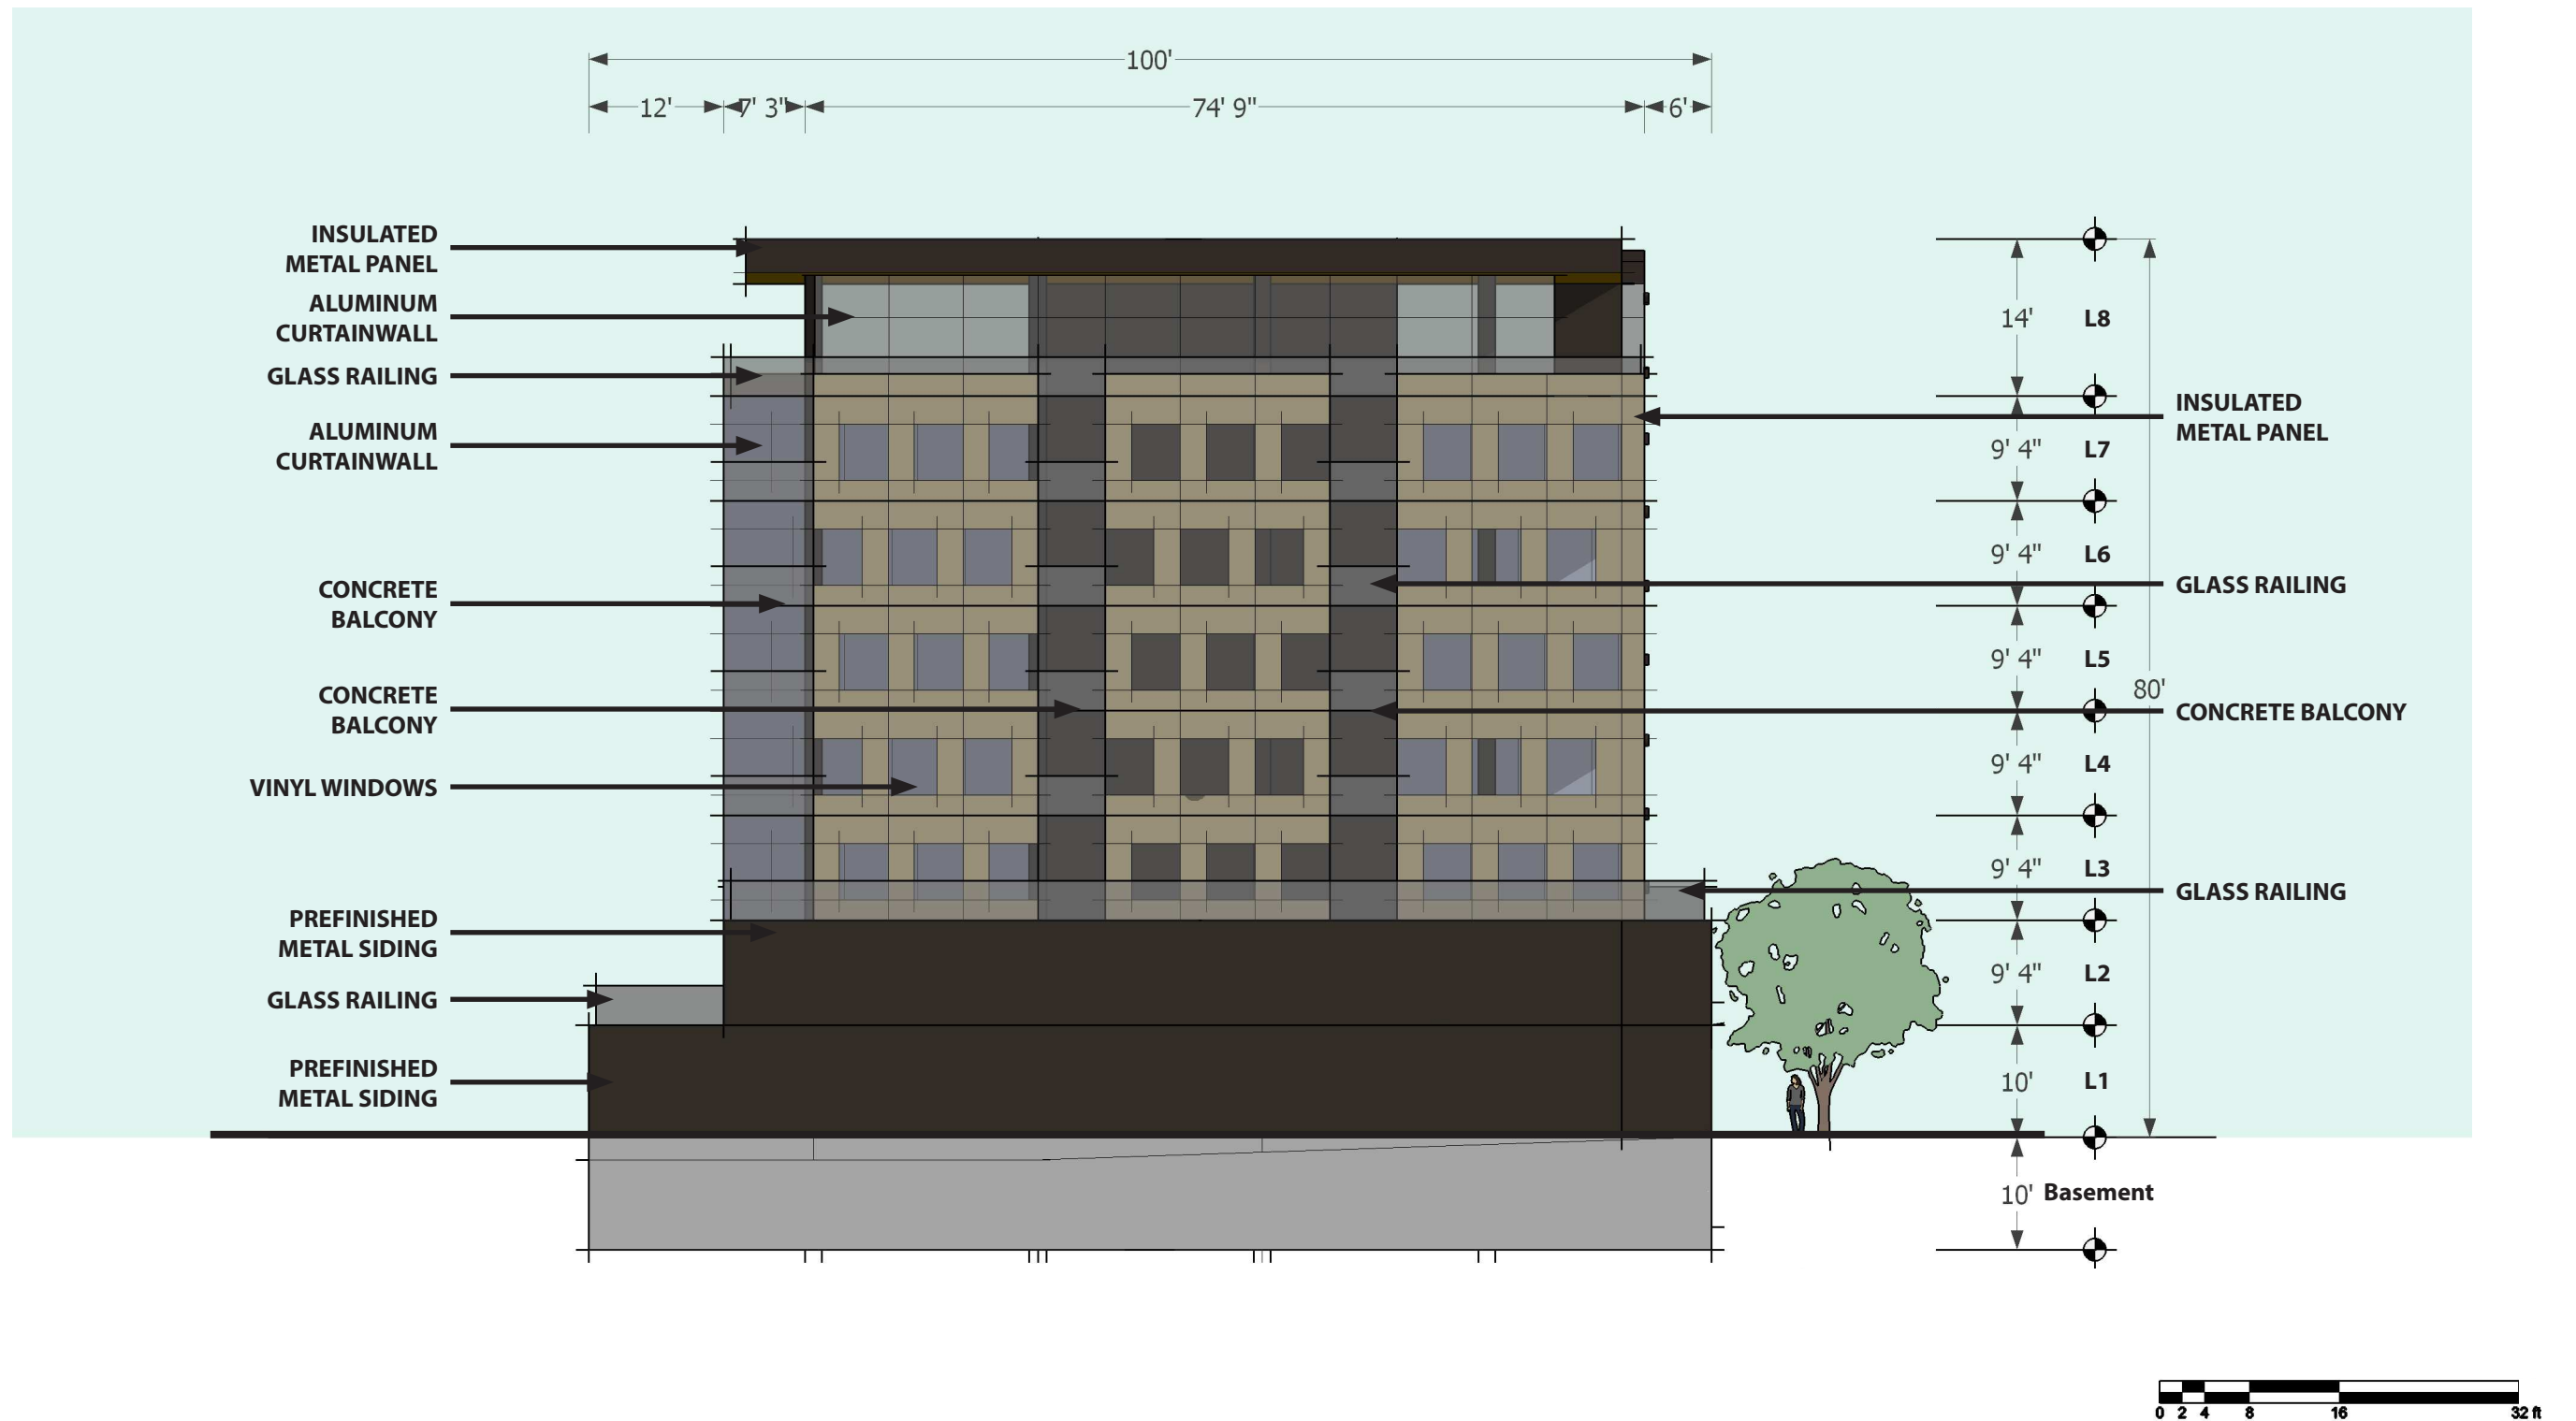 100'
12'
7' 3"
74' 9"
6'
INSULATED
METAL PANEL
ALUMINUM
CURTAINWALL
GLASS RAILING
ALUMINUM
CURTAINWALL
CONCRETE
BALCONY
CONCRETE
BALCONY
VINYL WINDOWS
PREFINISHED
METAL SIDING
GLASS RAILING
PREFINISHED
METAL SIDING
14' L8
INSULATED
METAL PANEL
9' 4" L7
9' 4" L6
GLASS RAILING
9' 4" L5
80'
CONCRETE BALCONY
9' 4" L4
9' 4" L3
GLASS RAILING
9' 4" L2
10' L1
10' Basement
0 2 4 8 16 32 ft